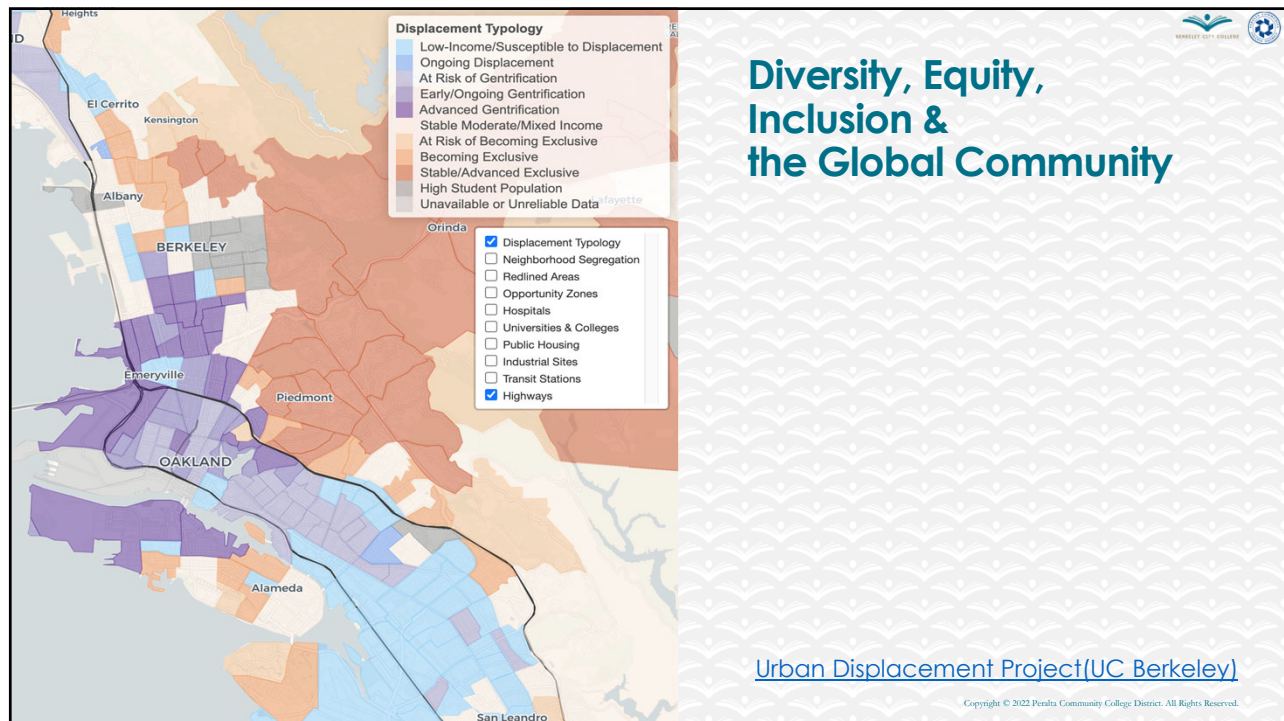 Heights
D
El Cerrito
Kensington
Albany
BERKELEY
Orinda
Lafayette
Emeryville
Piedmont
OAKLAND
Alameda
San Leandro
Displacement Typology
Low-Income/Susceptible to Displacement
Ongoing Displacement
At Risk of Gentrification
Early/Ongoing Gentrification
Advanced Gentrification
Stable Moderate/Mixed Income
At Risk of Becoming Exclusive
Becoming Exclusive
Stable/Advanced Exclusive
High Student Population
Unavailable or Unreliable Data
Displacement Typology
Neighborhood Segregation
Redlined Areas
Opportunity Zones
Hospitals
Universities & Colleges
Public Housing
Industrial Sites
Transit Stations
Highways
BERKELEY CITY COLLEGE
Diversity, Equity,
Inclusion &
the Global Community
Urban Displacement Project(UC Berkeley)
Copyright © 2022 Peralta Community College District. All Rights Reserved.